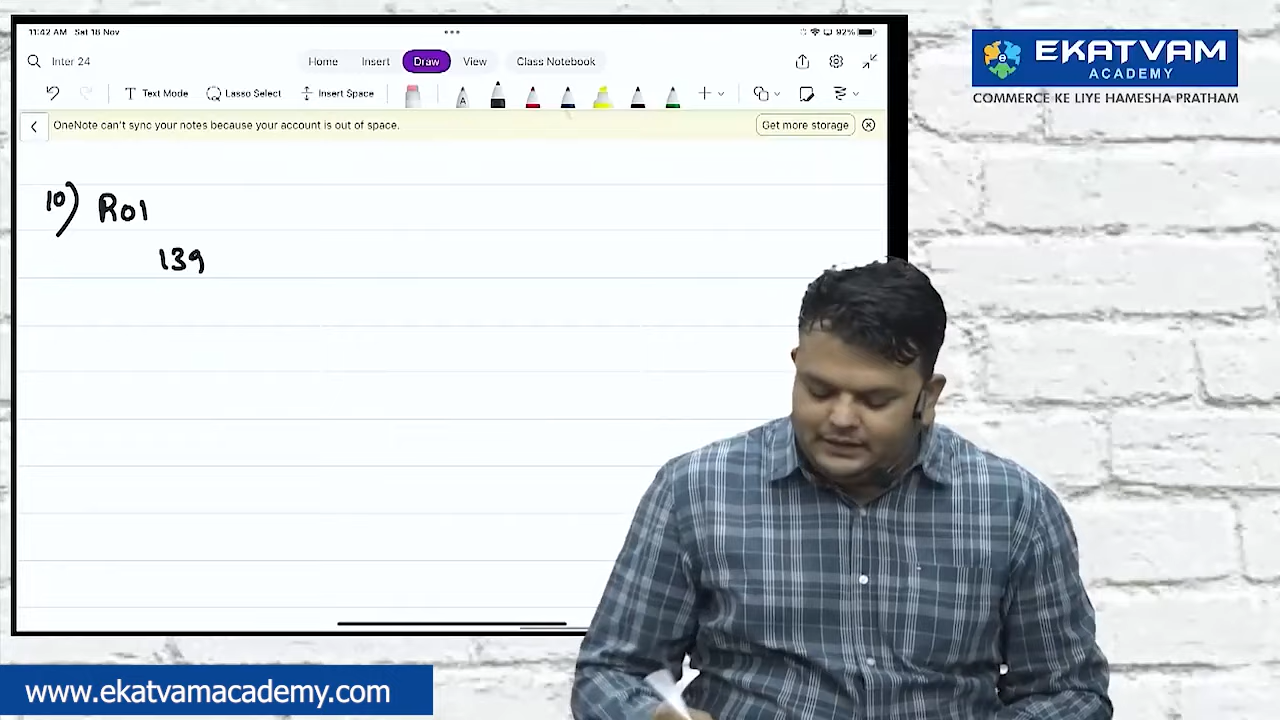 11:42 AM Sat 18 Nov
92%
Inter 24
Home Insert Draw View Class Notebook
Text Mode Lasso Select Insert Space
OneNote can't sync your notes because your account is out of space.
Get more storage
10) ROI
139
EKATVAM
ACADEMY
COMMERCE KE LIYE HAMESHA PRATHAM
www.ekatvamacademy.com